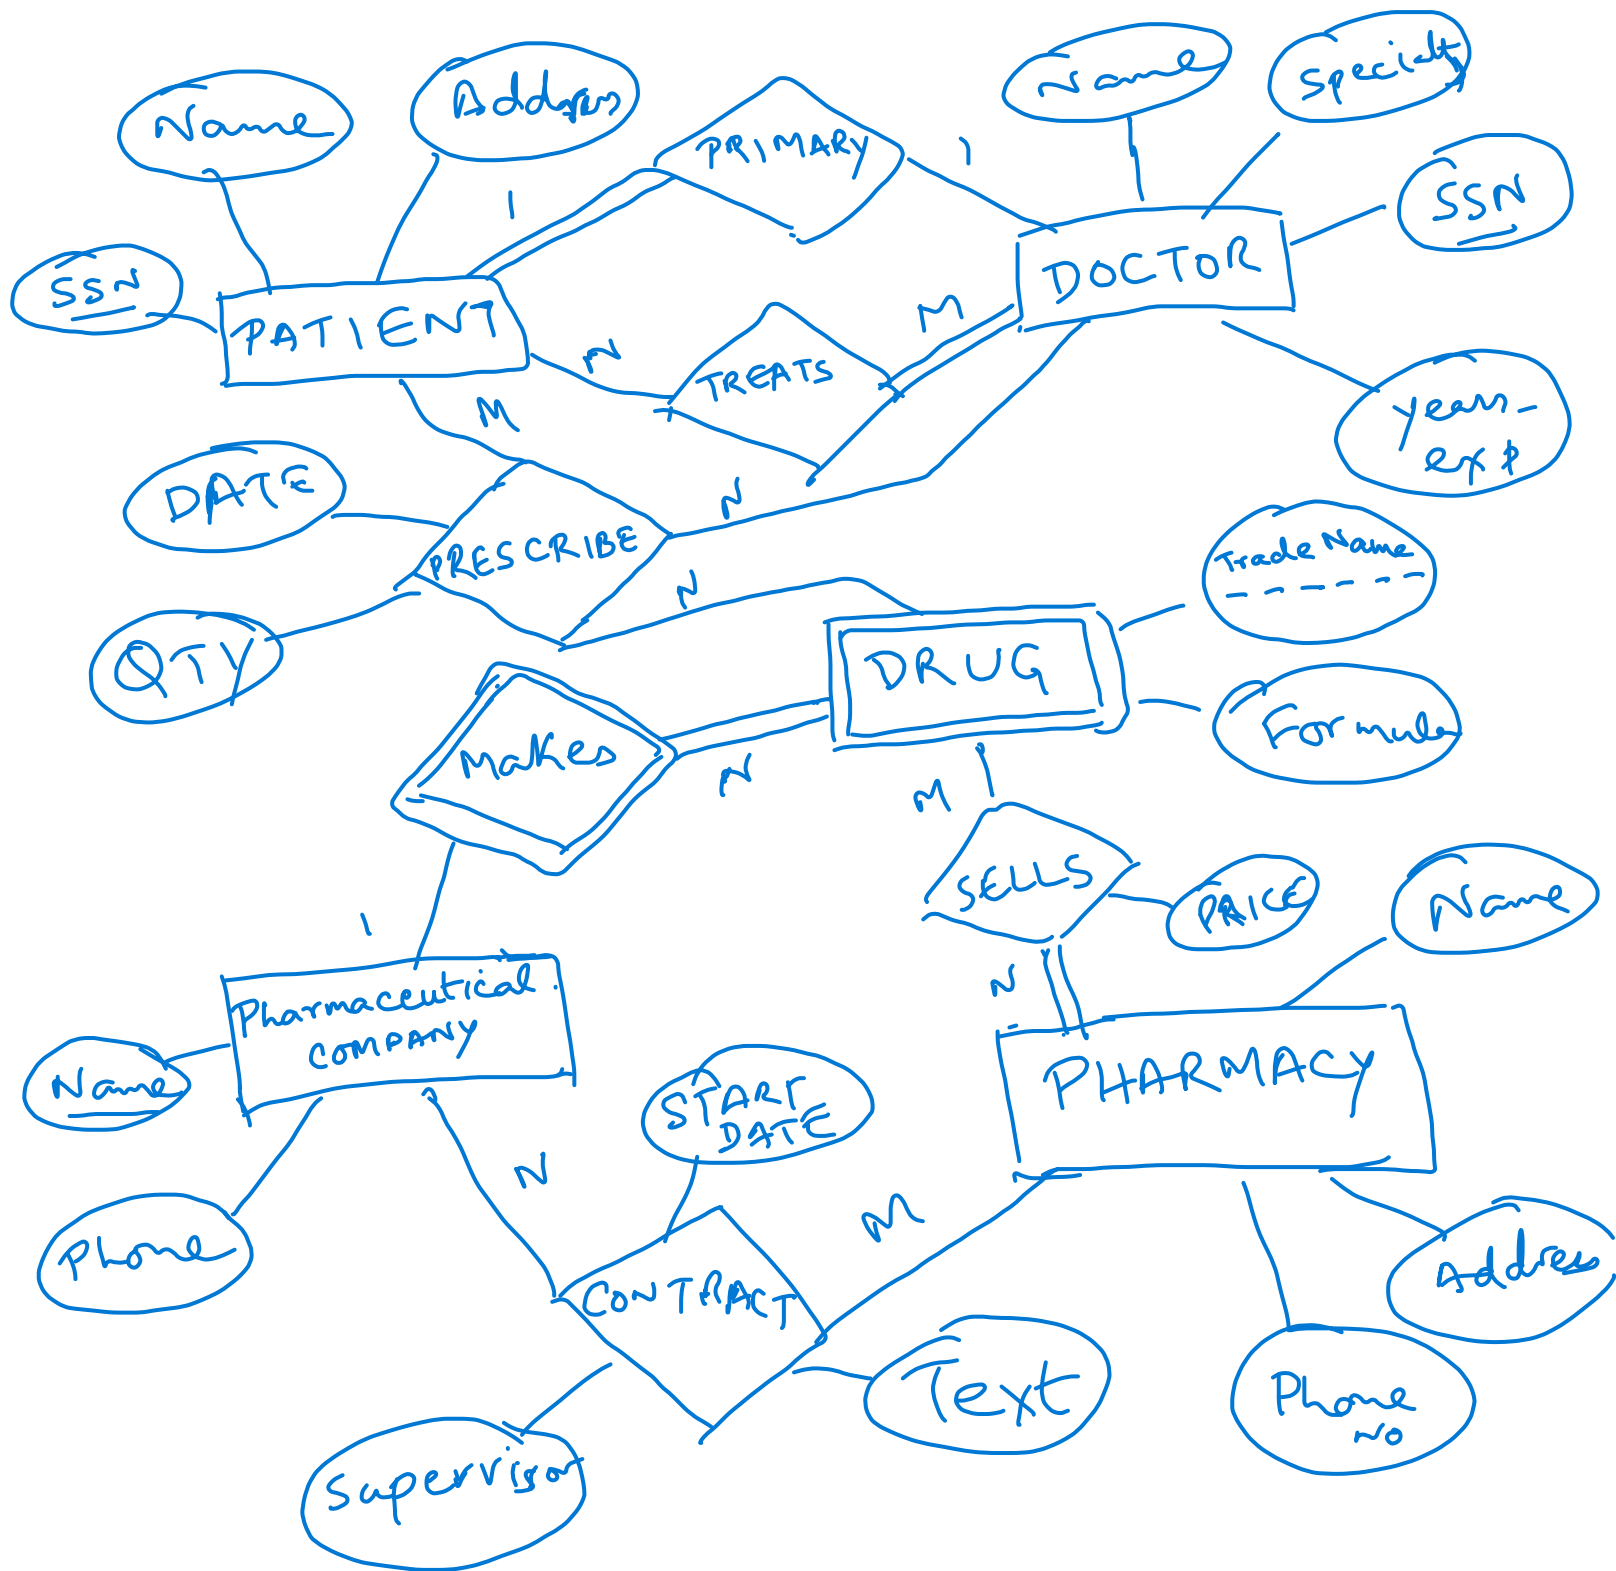 Name
Address
PRIMARY
1
1
Name
Specialty
SSN
SSN
PATIENT
DOCTOR
N
TREATS
M
years-
exp
M
DATE
PRESCRIBE
N
QTY
N
Trade Name
DRUG
Formula
Makes
N
M
SELLS
PRICE
Name
1
N
Pharmaceutical
COMPANY
PHARMACY
Name
START
DATE
N
M
Phone
CONTRACT
Address
Text
Phone
NO
Supervisor